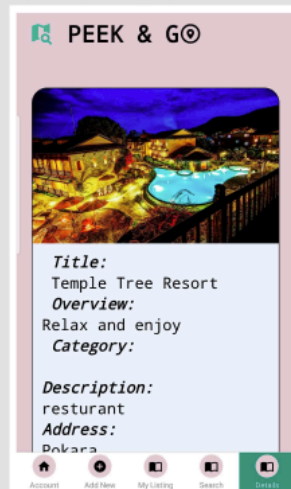 PEEK & GO
Title:
Temple Tree Resort
Overview:
Relax and enjoy
Category:
Description:
resturant
Address:
Pokara
Account Add New My Listing Search Details